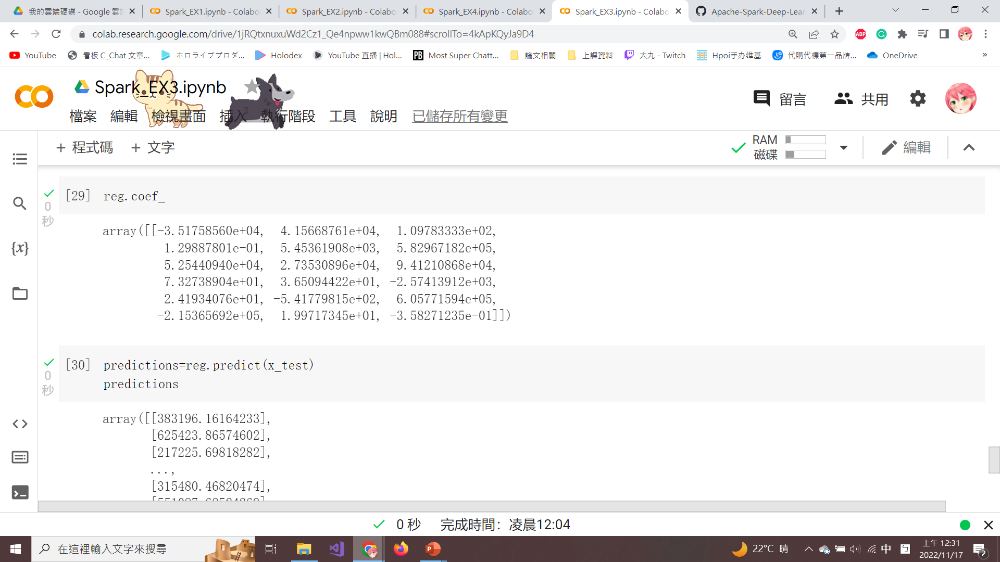 我的雲端硬碟 - Google 雲端
Spark_EX1.ipynb - Colabo
Spark_EX2.ipynb - Colabo
Spark_EX4.ipynb - Colabo
Spark_EX3.ipynb - Colabo
Apache-Spark-Deep-Lear
colab.research.google.com/drive/1jRQtxnuxuWd2Cz1_Qe4npww1kwQBm088#scrollTo=4kApKQyJa9D4
ABP
YouTube
看板 C_Chat 文章...
ホロライブプロダ...
Holodex
YouTube 直播 | Hol...
PB Most Super Chatt...
論文相關
上課資料
大丸 - Twitch
Hpoi手办维基
代購代標第一品牌...
OneDrive
»
Spark_EX3.ipynb
留言
共用
檔案 編輯 檢視畫面 插入 執行階段 工具 說明 已儲存所有變更
+ 程式碼 + 文字
RAM
磁碟
編輯
[29] reg.coef_
0
秒
array([[-3.51758560e+04, 4.15668761e+04, 1.09783333e+02,
1.29887801e-01, 5.45361908e+03, 5.82967182e+05,
5.25440940e+04, 2.73530896e+04, 9.41210868e+04,
7.32738904e+01, 3.65094422e+01, -2.57413912e+03,
2.41934076e+01, -5.41779815e+02, 6.05771594e+05,
-2.15365692e+05, 1.99717345e+01, -3.58271235e-01]])
{x}
[30] predictions=reg.predict(x_test)
predictions
0
秒
array([[383196.16164233],
[625423.86574602],
[217225.69818282],
...,
[315480.46820474],
0 秒 完成時間：凌晨12:04
在這裡輸入文字來搜尋
22°C 晴
中
ㄅ
上午 12:31
2022/11/17
2